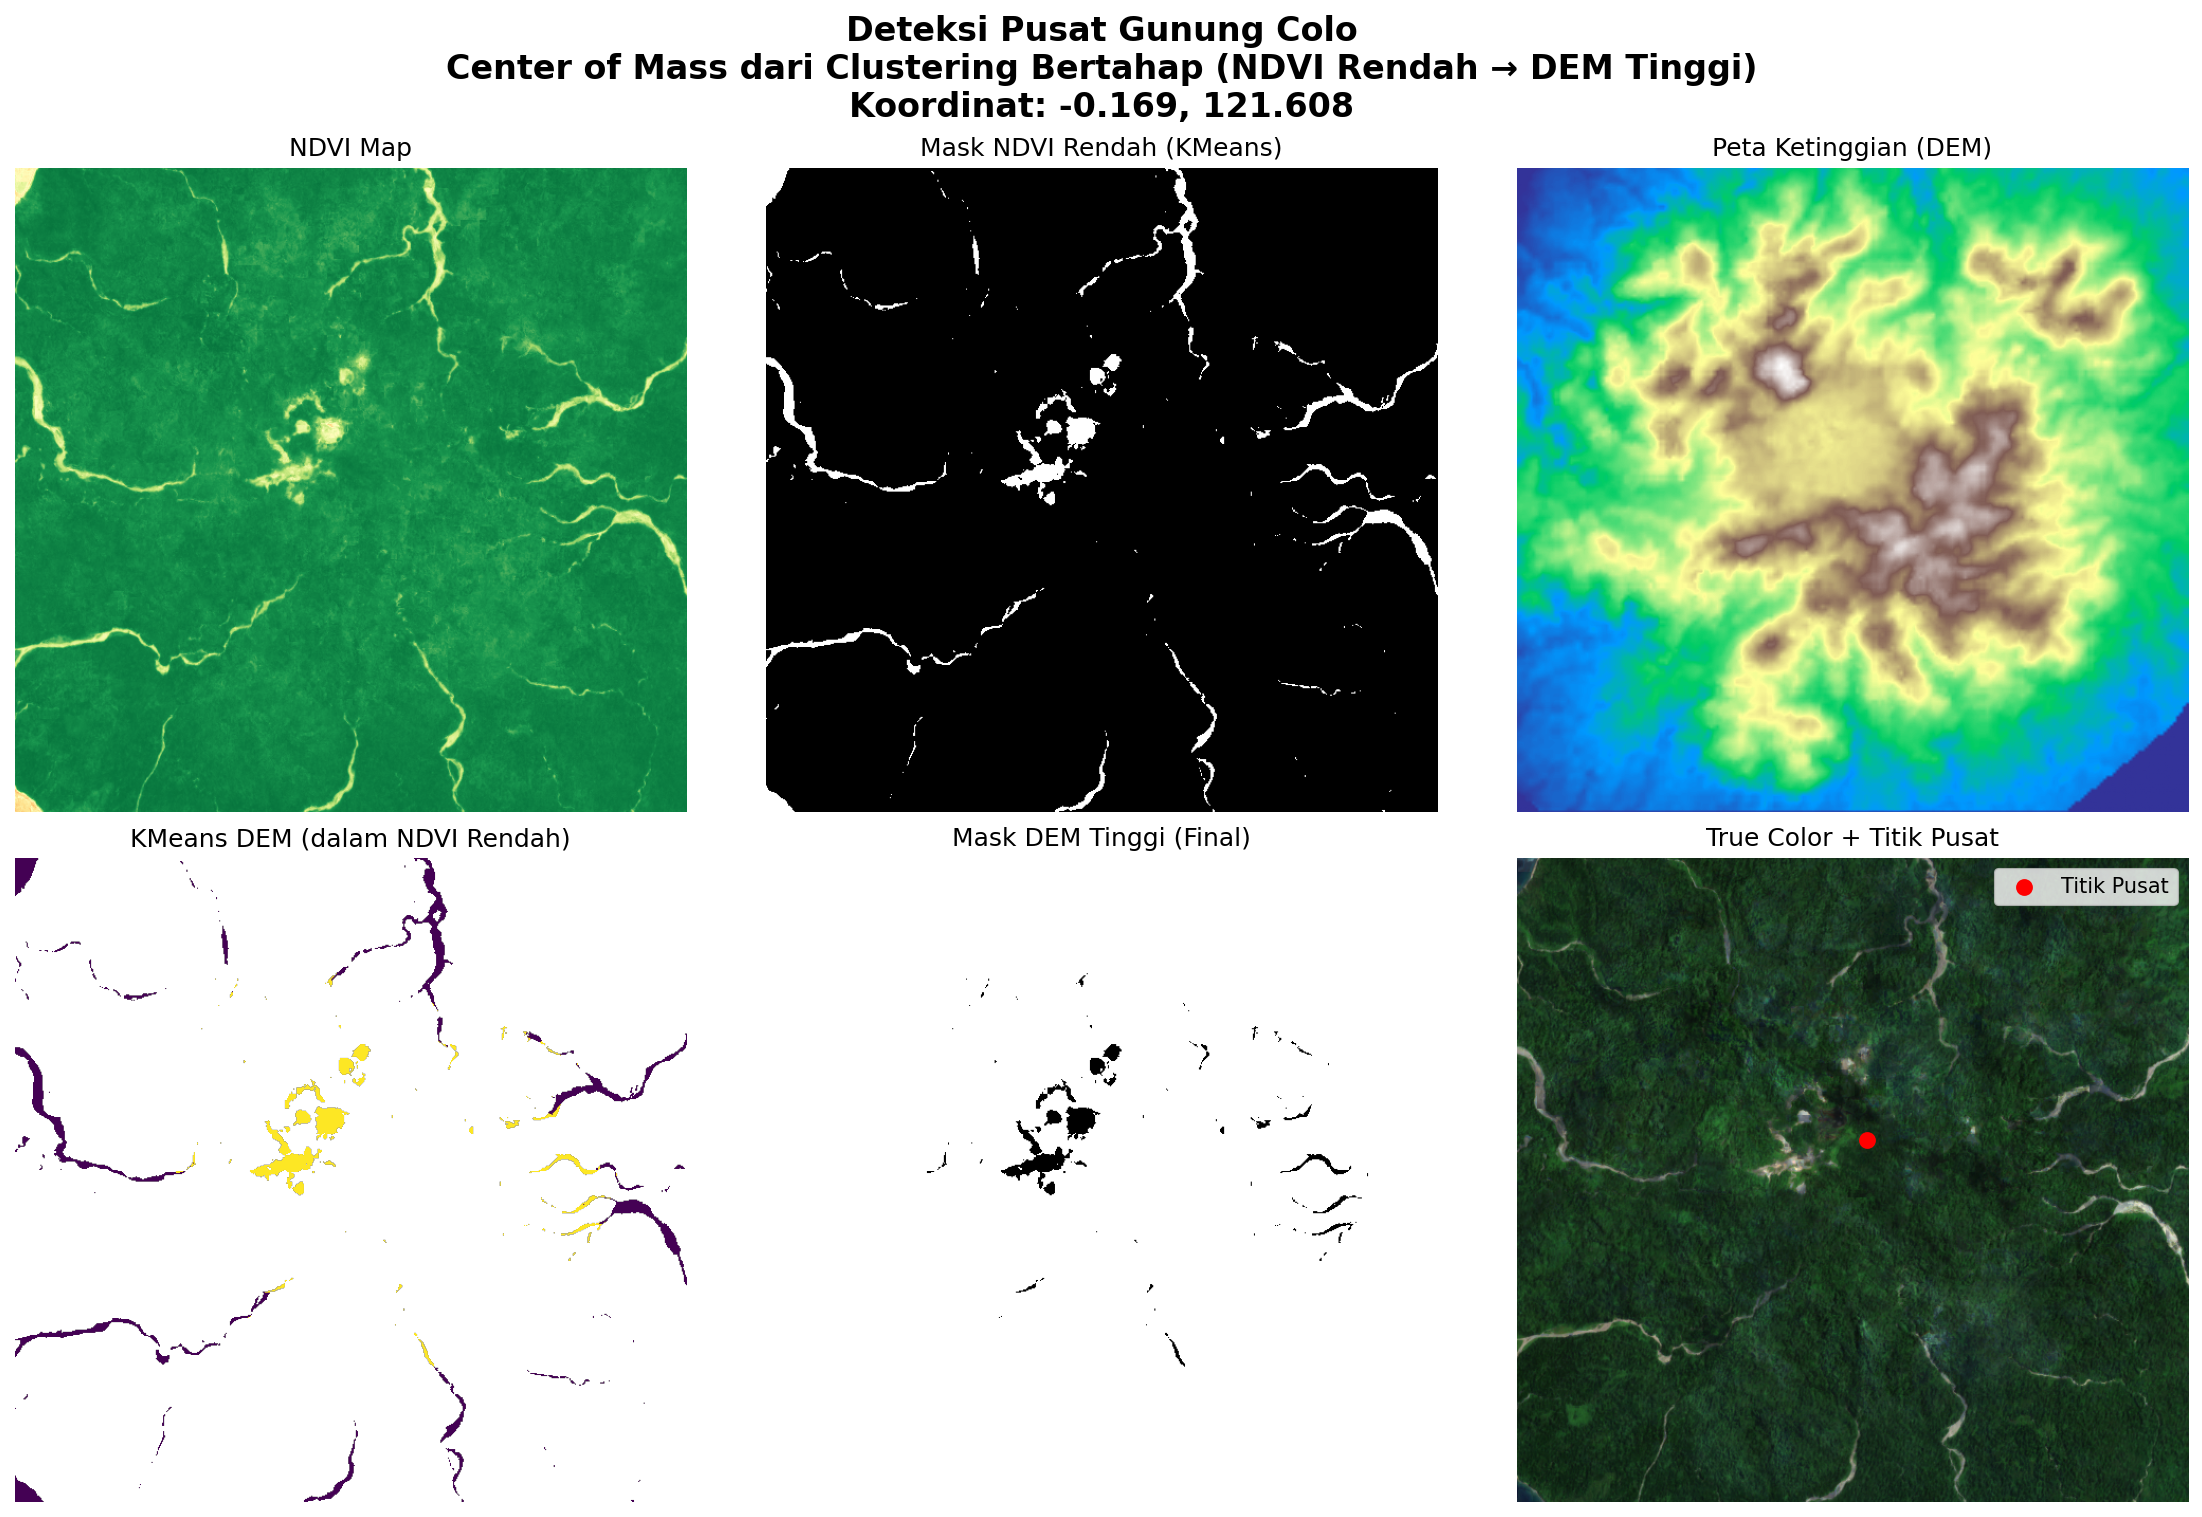 Deteksi Pusat Gunung Colo
Center of Mass dari Clustering Bertahap (NDVI Rendah → DEM Tinggi)
Koordinat: -0.169, 121.608
NDVI Map
Mask NDVI Rendah (KMeans)
Peta Ketinggian (DEM)
KMeans DEM (dalam NDVI Rendah)
Mask DEM Tinggi (Final)
True Color + Titik Pusat
Titik Pusat